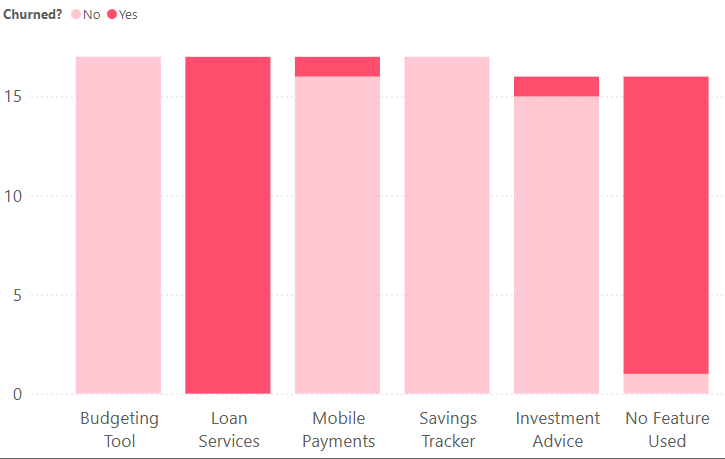 Churned? No Yes
15
10
5
0
Budgeting Tool
Loan Services
Mobile Payments
Savings Tracker
Investment Advice
No Feature Used